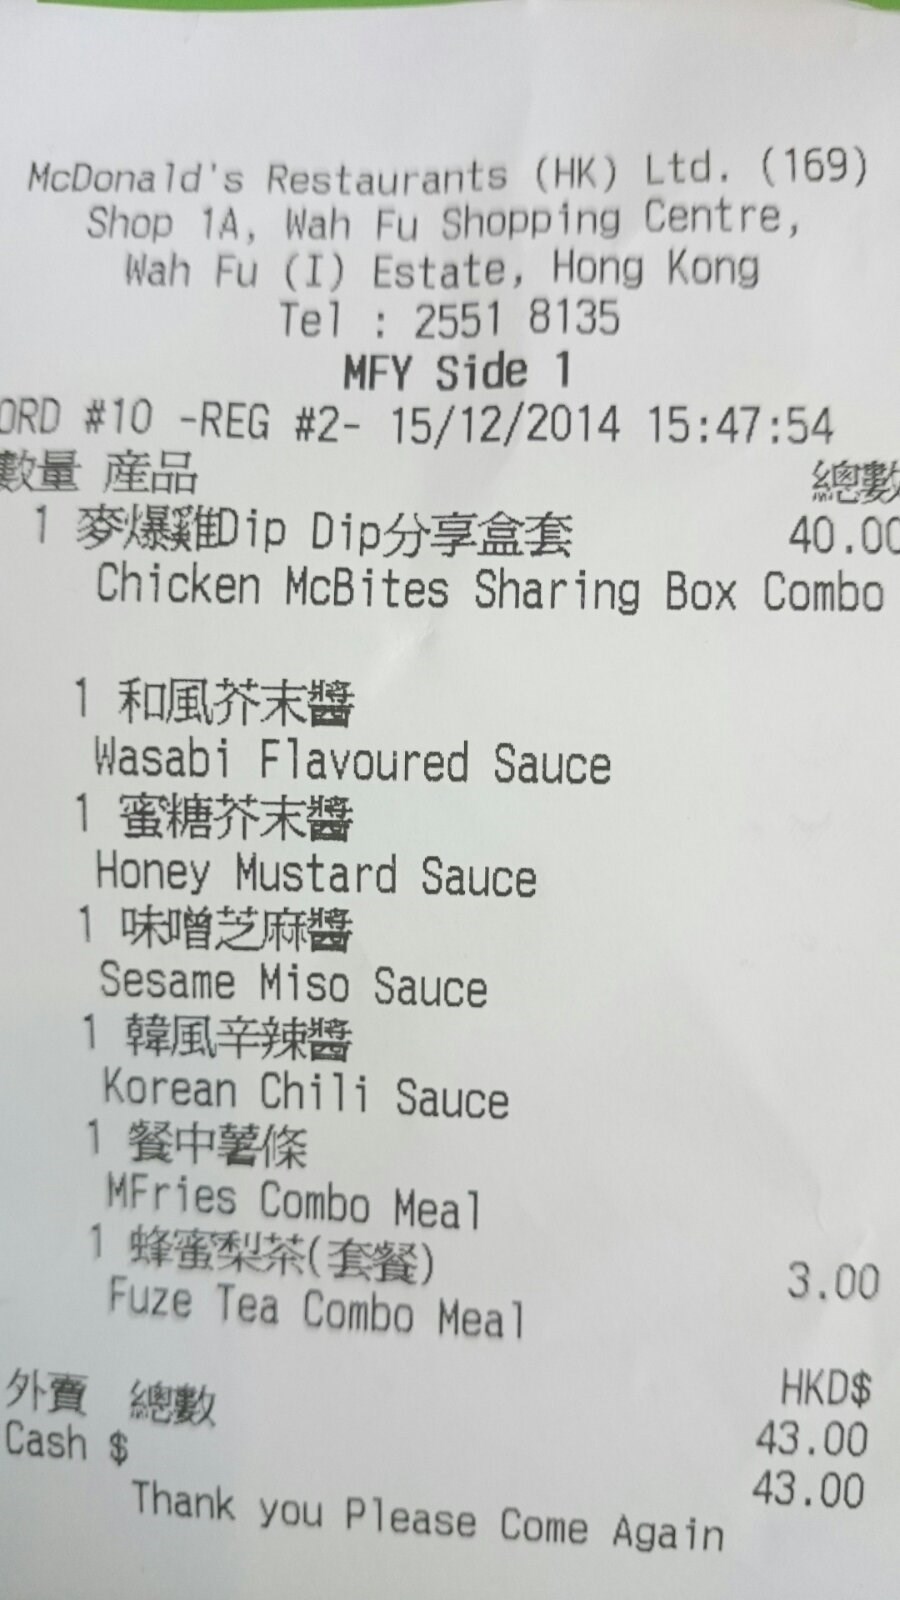 McDonald's Restaurants (HK) Ltd. (169)
Shop 1A, Wah Fu Shopping Centre,
Wah Fu (I) Estate, Hong Kong
Tel : 2551 8135
MFY Side 1
ORD #10 -REG #2- 15/12/2014 15:47:54
數量 產品 總數
1 麥爆雞Dip Dip分享盒套 40.00
Chicken McBites Sharing Box Combo
1 和風芥末醬
Wasabi Flavoured Sauce
1 蜜糖芥末醬
Honey Mustard Sauce
1 味噌芝麻醬
Sesame Miso Sauce
1 韓風辛辣醬
Korean Chili Sauce
1 餐中薯條
MFries Combo Meal
1 蜂蜜梨茶(套餐) 3.00
Fuze Tea Combo Meal
HKD$
外賣 總數 43.00
Cash $ 43.00
Thank you Please Come Again